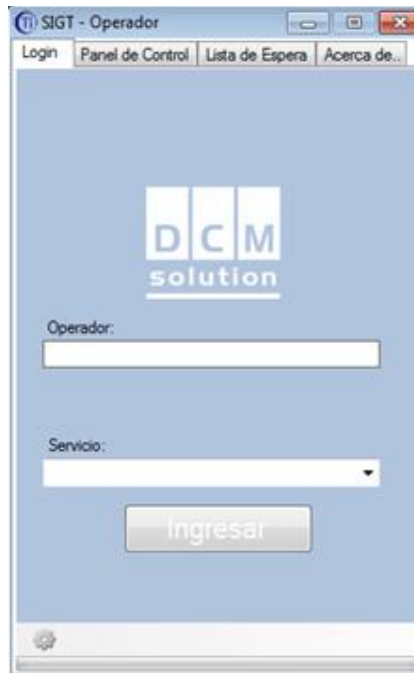 SIGT - Operador
Login Panel de Control Lista de Espera Acerca de..
DCM
solution
Operador:
Servicio:
Ingresar